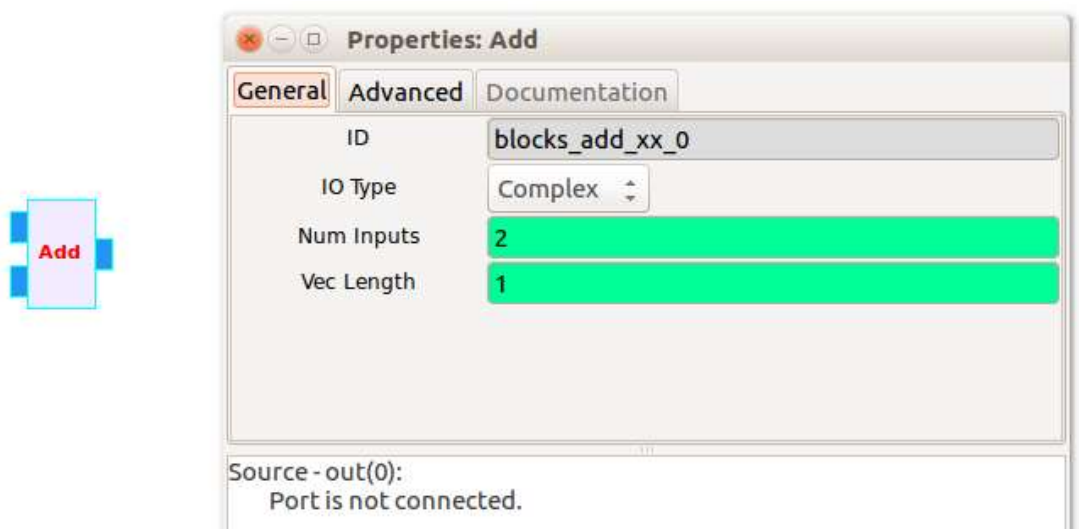 Properties: Add
General Advanced Documentation
ID blocks_add_xx_0
IO Type Complex
Add
Num Inputs 2
Vec Length 1
Source - out(0):
Port is not connected.